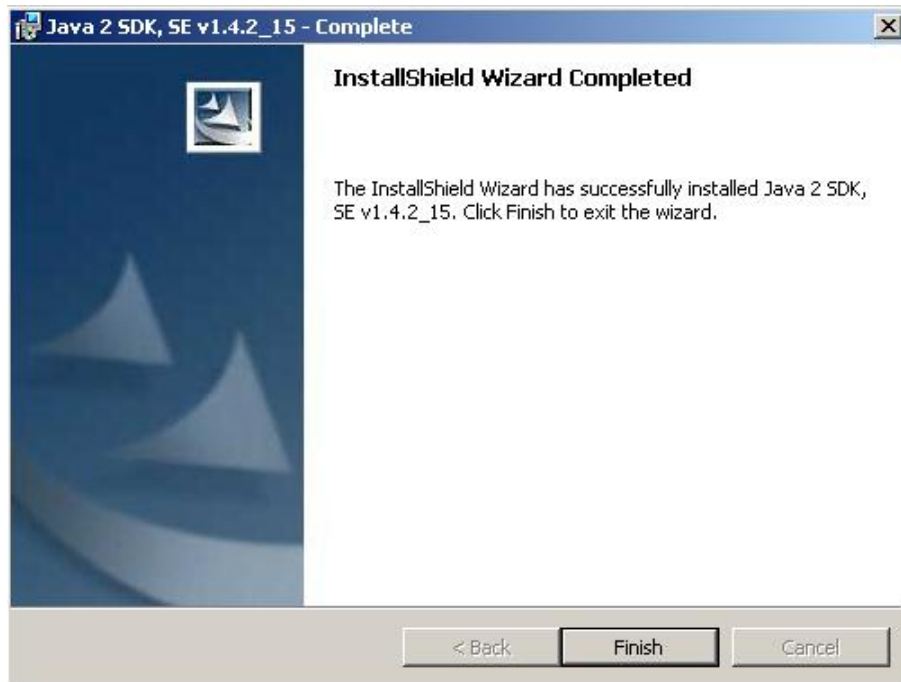 Java 2 SDK, SE v1.4.2_15 - Complete
InstallShield Wizard Completed
The InstallShield Wizard has successfully installed Java 2 SDK,
SE v1.4.2_15. Click Finish to exit the wizard.
< Back
Finish
Cancel